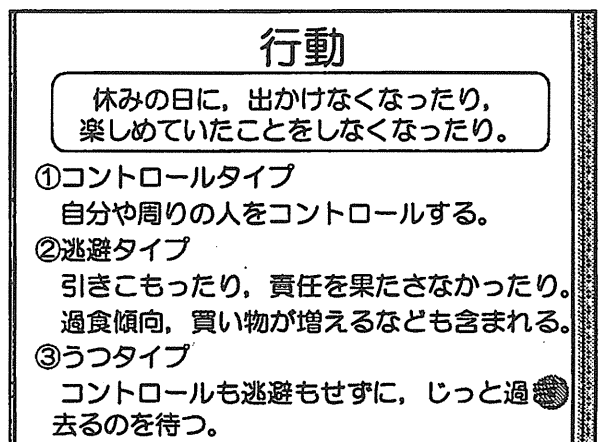 行動
休みの日に，出かけなくなったり，
楽しめていたことをしなくなったり。
①コントロールタイプ
自分や周りの人をコントロールする。
②逃避タイプ
引きこもったり，責任を果たさなかったり。
過食傾向，買い物が増えるなども含まれる。
③うつタイプ
コントロールも逃避もせずに，じっと過
去るのを待つ。